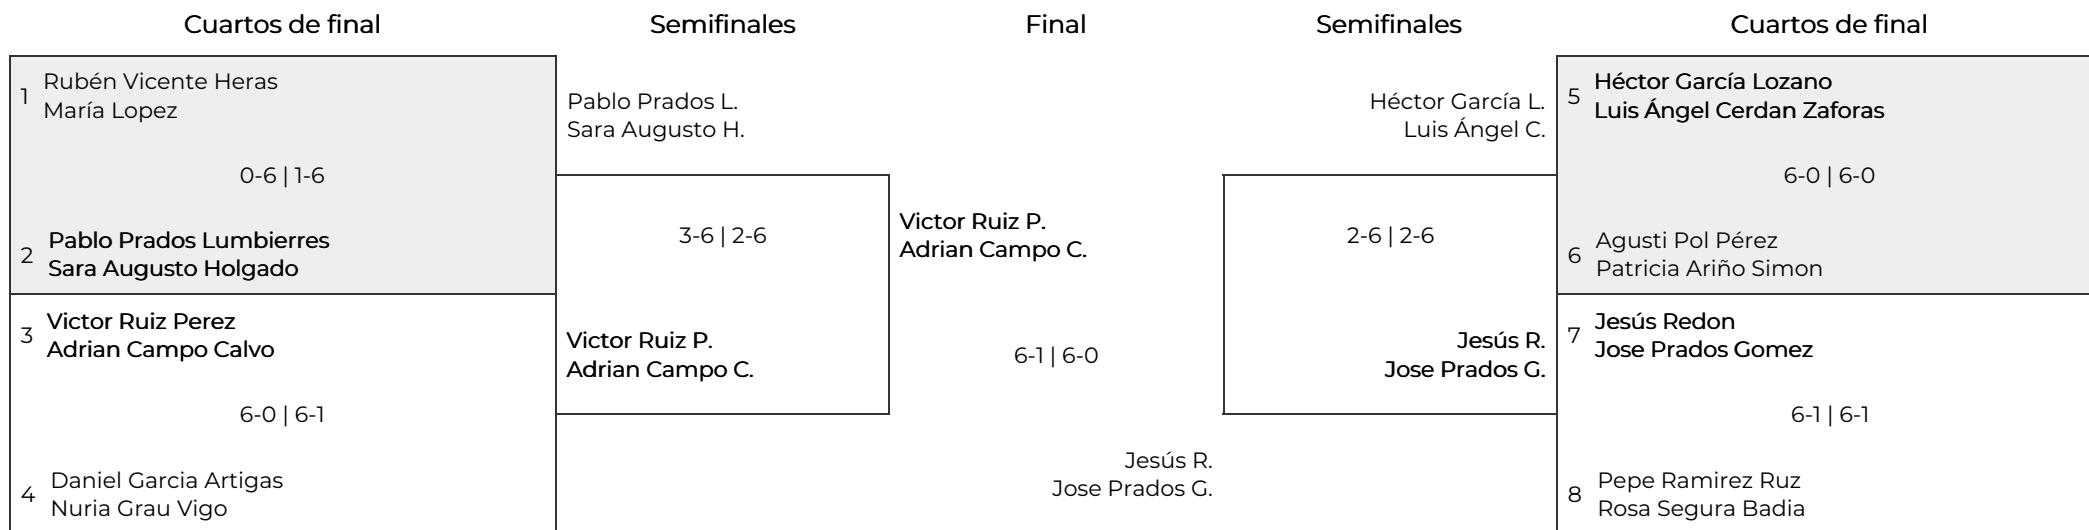 Cuartos de final
Semifinales
Final
Semifinales
Cuartos de final
1
Rubén Vicente Heras
María Lopez
0-6 | 1-6
2
Pablo Prados Lumbierres
Sara Augusto Holgado
3
Victor Ruiz Perez
Adrian Campo Calvo
6-0 | 6-1
4
Daniel Garcia Artigas
Nuria Grau Vigo
Pablo Prados L.
Sara Augusto H.
3-6 | 2-6
Victor Ruiz P.
Adrian Campo C.
Victor Ruiz P.
Adrian Campo C.
6-1 | 6-0
Jesús R.
Jose Prados G.
Héctor García L.
Luis Ángel C.
2-6 | 2-6
Jesús R.
Jose Prados G.
5
Héctor García Lozano
Luis Ángel Cerdan Zaforas
6-0 | 6-0
6
Agusti Pol Pérez
Patricia Ariño Simon
7
Jesús Redon
Jose Prados Gomez
6-1 | 6-1
8
Pepe Ramirez Ruz
Rosa Segura Badia